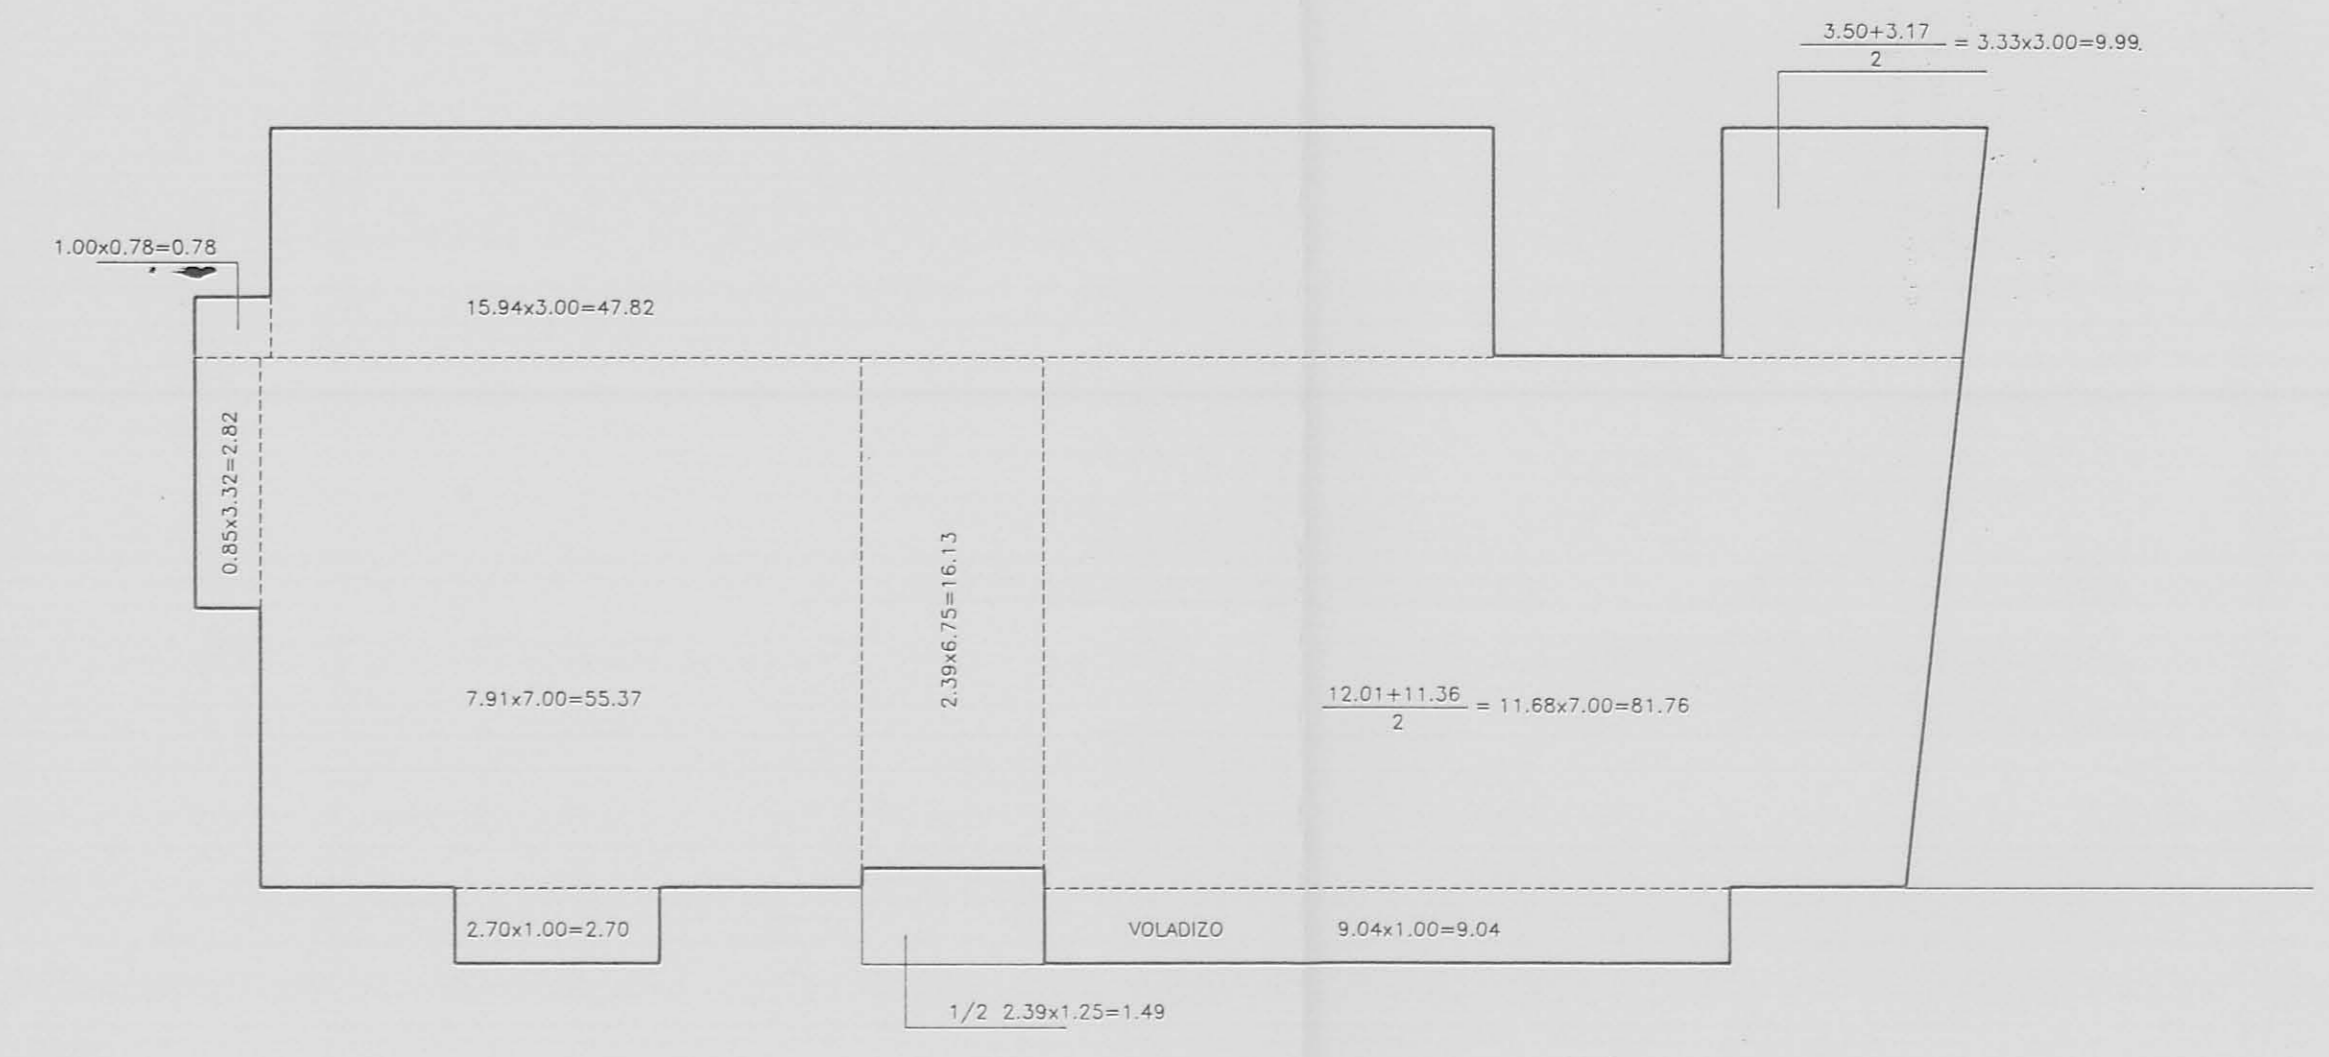 3.50+3.17
2
= 3.33x3.00=9.99.
1.00x0.78=0.78
15.94x3.00=47.82
0.85x3.32=2.82
2.39x6.75=16.13
7.91x7.00=55.37
12.01+11.36
2
= 11.68x7.00=81.76
2.70x1.00=2.70
VOLADIZO 9.04x1.00=9.04
1/2 2.39x1.25=1.49